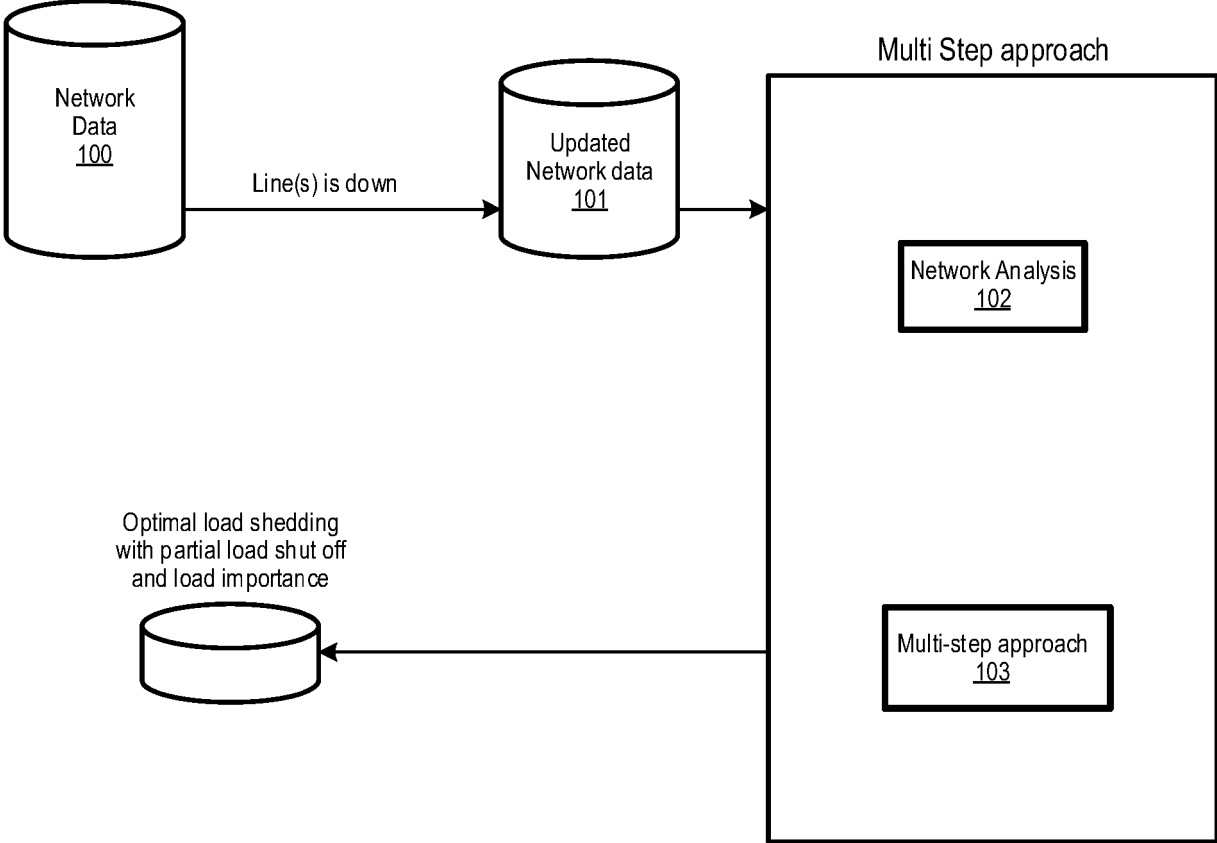 Multi Step approach
Network
Data
100
Line(s) is down
Updated
Network data
101
Network Analysis
102
Optimal load shedding
with partial load shut off
and load importance
Multi-step approach
103